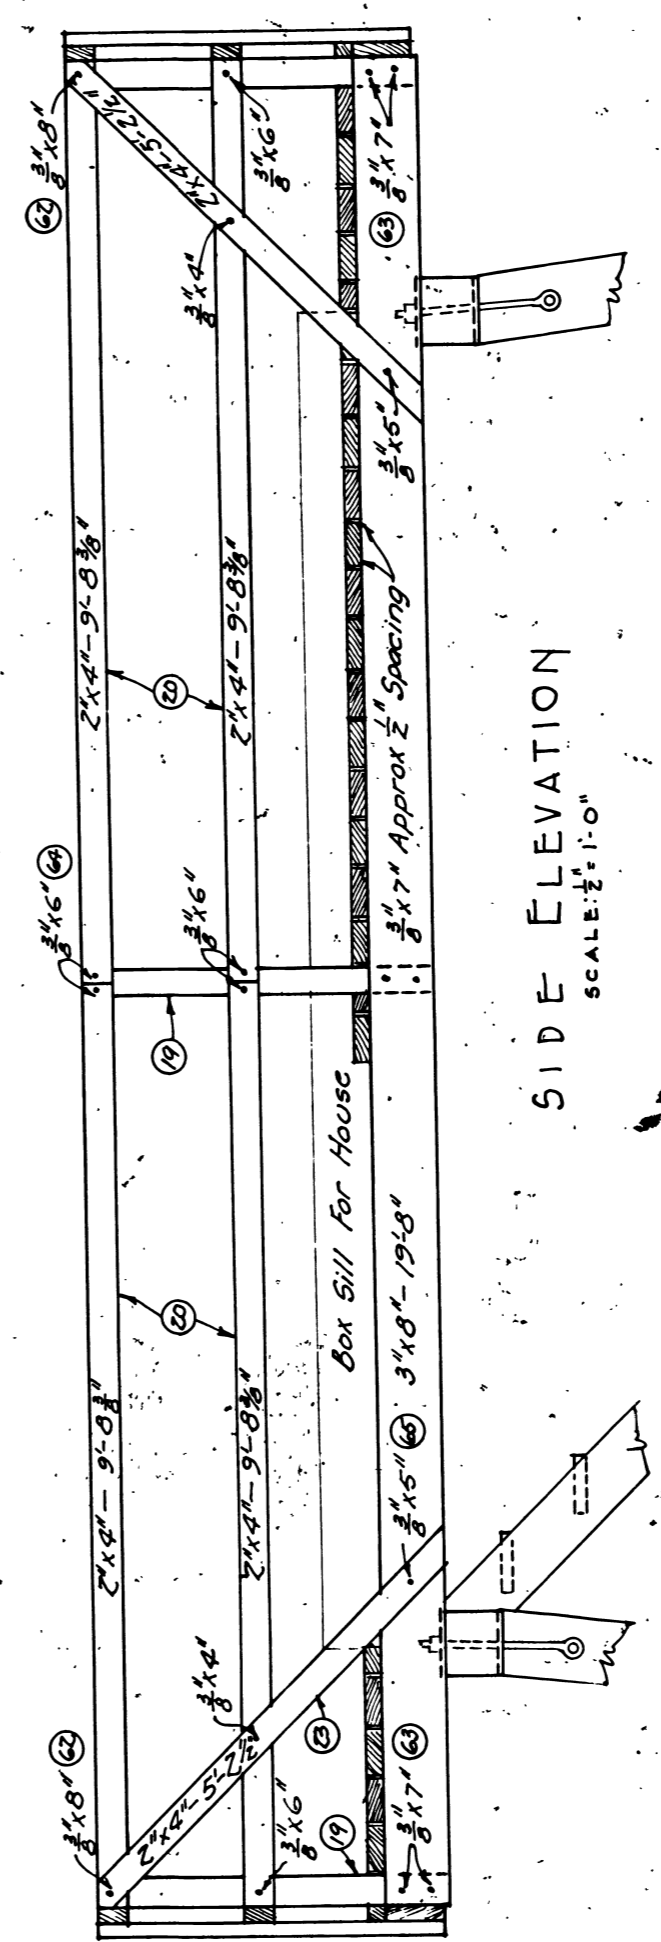 3/8"x8" (62)
2"x4"-5'-2 1/2"
3/8"x4"
3/8"x6"
(19)
3/8"x7" (63)
(23)
2"x4"-9'-8 3/8"
(20)
2"x4"-9'-8 3/8"
3/8"x5" (65)
3"x8"-19'-8"
Box Sill For House
3/8"x6" (64)
3/8"x6"
(19)
2"x4"-9'-8 3/8"
(20)
2"x4"-9'-8 3/8"
3/8"x7" Approx 1/2" Spacing
(62) 3/8"x8"
2"x4"-5'-2 1/2"
3/8"x4"
3/8"x6"
3/8"x5"
(63) 3/8"x7"
SIDE ELEVATION
SCALE: 1/2" = 1'-0"